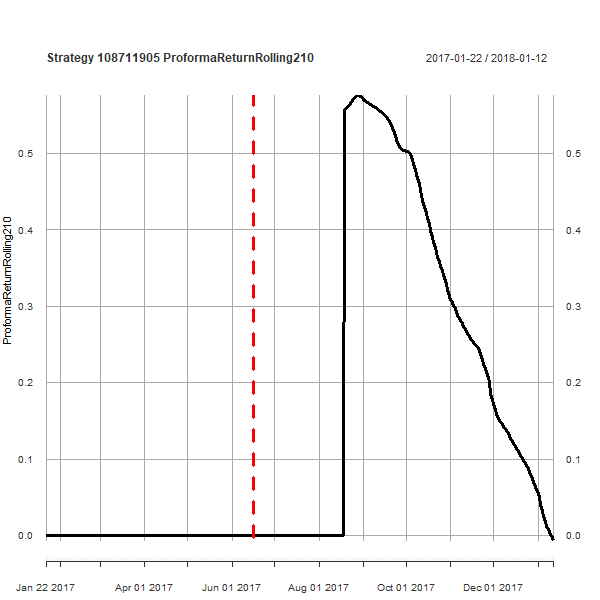 Strategy 108711905 ProformaReturnRolling210
2017-01-22 / 2018-01-12
ProformaReturnRolling210
0.5 0.5
0.4 0.4
0.3 0.3
0.2 0.2
0.1 0.1
0.0 0.0
Jan 22 2017 Apr 01 2017 Jun 01 2017 Aug 01 2017 Oct 01 2017 Dec 01 2017